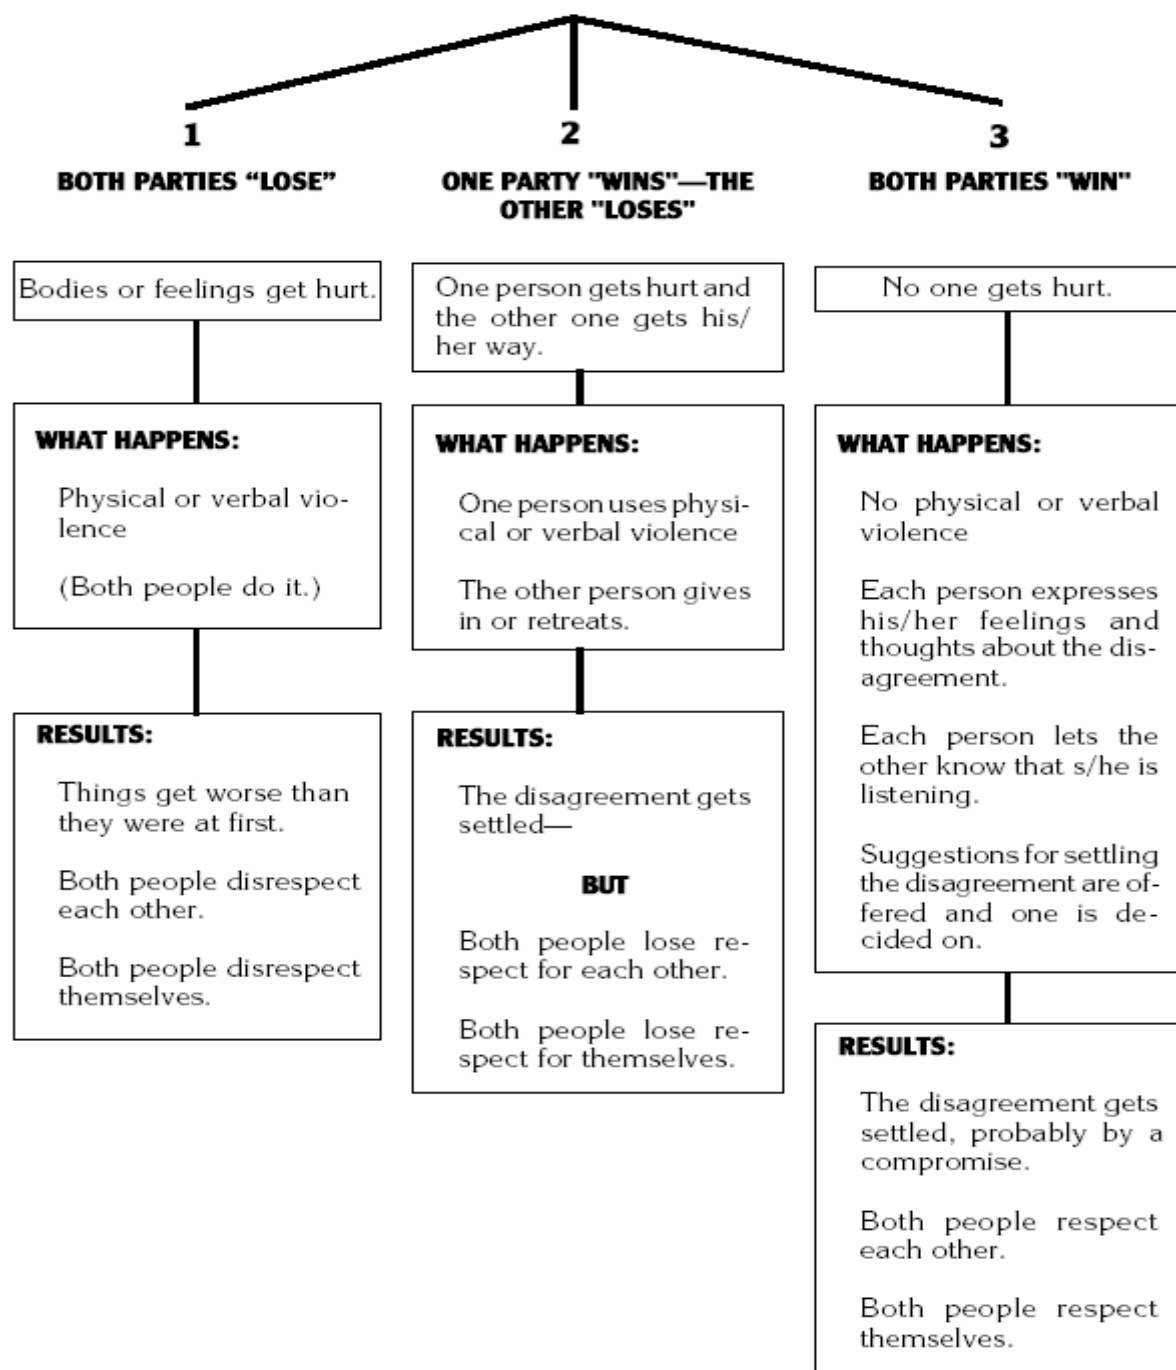 1
BOTH PARTIES “LOSE”
Bodies or feelings get hurt.
WHAT HAPPENS:
Physical or verbal vio-
lence
(Both people do it.)
RESULTS:
Things get worse than
they were at first.
Both people disrespect
each other.
Both people disrespect
themselves.
2
ONE PARTY "WINS"—THE
OTHER "LOSES"
One person gets hurt and
the other one gets his/
her way.
WHAT HAPPENS:
One person uses physi-
cal or verbal violence
The other person gives
in or retreats.
RESULTS:
The disagreement gets
settled—
BUT
Both people lose re-
spect for each other.
Both people lose re-
spect for themselves.
3
BOTH PARTIES "WIN"
No one gets hurt.
WHAT HAPPENS:
No physical or verbal
violence
Each person expresses
his/her feelings and
thoughts about the dis-
agreement.
Each person lets the
other know that s/he is
listening.
Suggestions for settling
the disagreement are of-
fered and one is de-
cided on.
RESULTS:
The disagreement gets
settled, probably by a
compromise.
Both people respect
each other.
Both people respect
themselves.